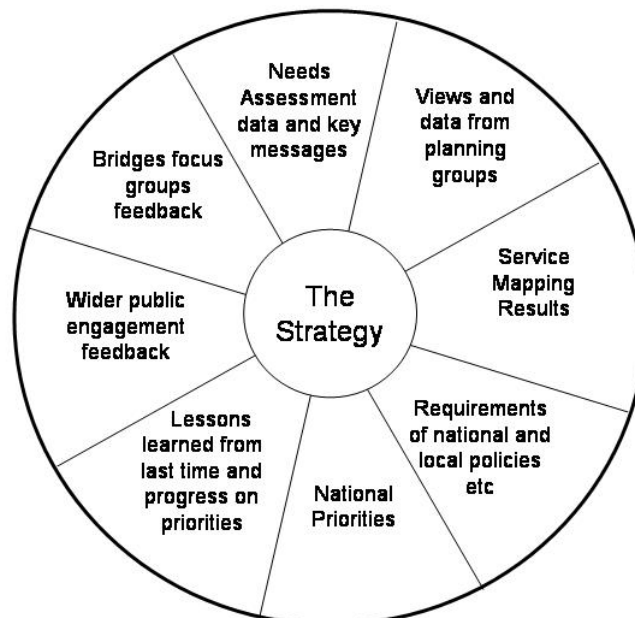 Needs
Assessment
data and key
messages
Views and
data from
planning
groups
Service
Mapping
Results
Requirements
of national and
local policies
etc
National
Priorities
Lessons
learned from
last time and
progress on
priorities
Wider public
engagement
feedback
Bridges focus
groups
feedback
The
Strategy